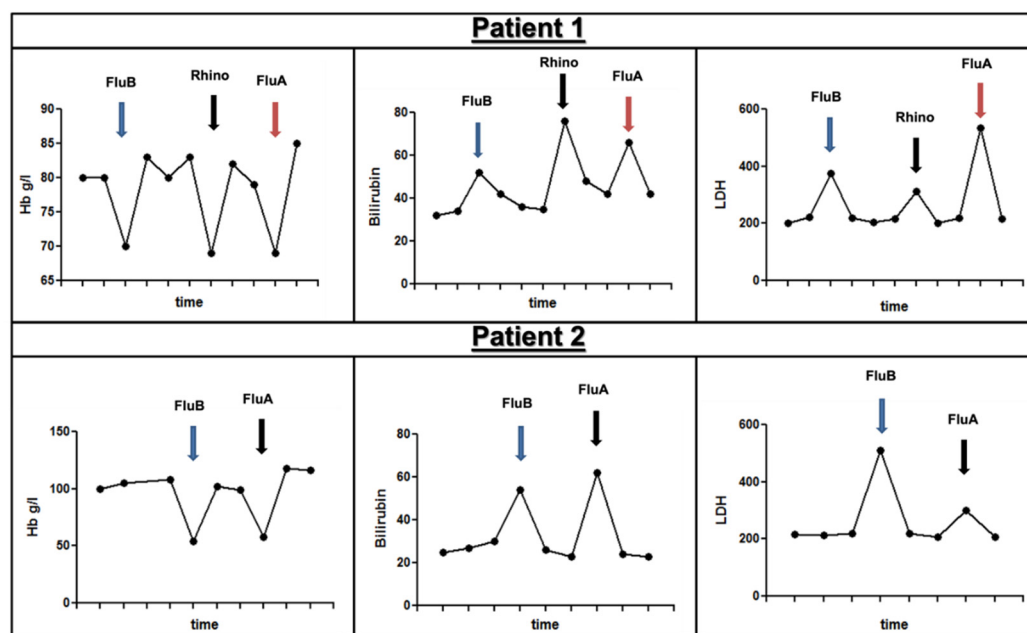 Patient 1
FluB
Rhino
FluA
90
85
80
75
70
65
Hb g/l
time
Rhino
FluB
FluA
80
60
40
20
0
Bilirubin
time
FluA
FluB
Rhino
600
400
200
0
LDH
time
Patient 2
FluB
FluA
150
100
50
0
Hb g/l
time
FluB
FluA
80
60
40
20
0
Bilirubin
time
FluB
FluA
600
400
200
0
LDH
time